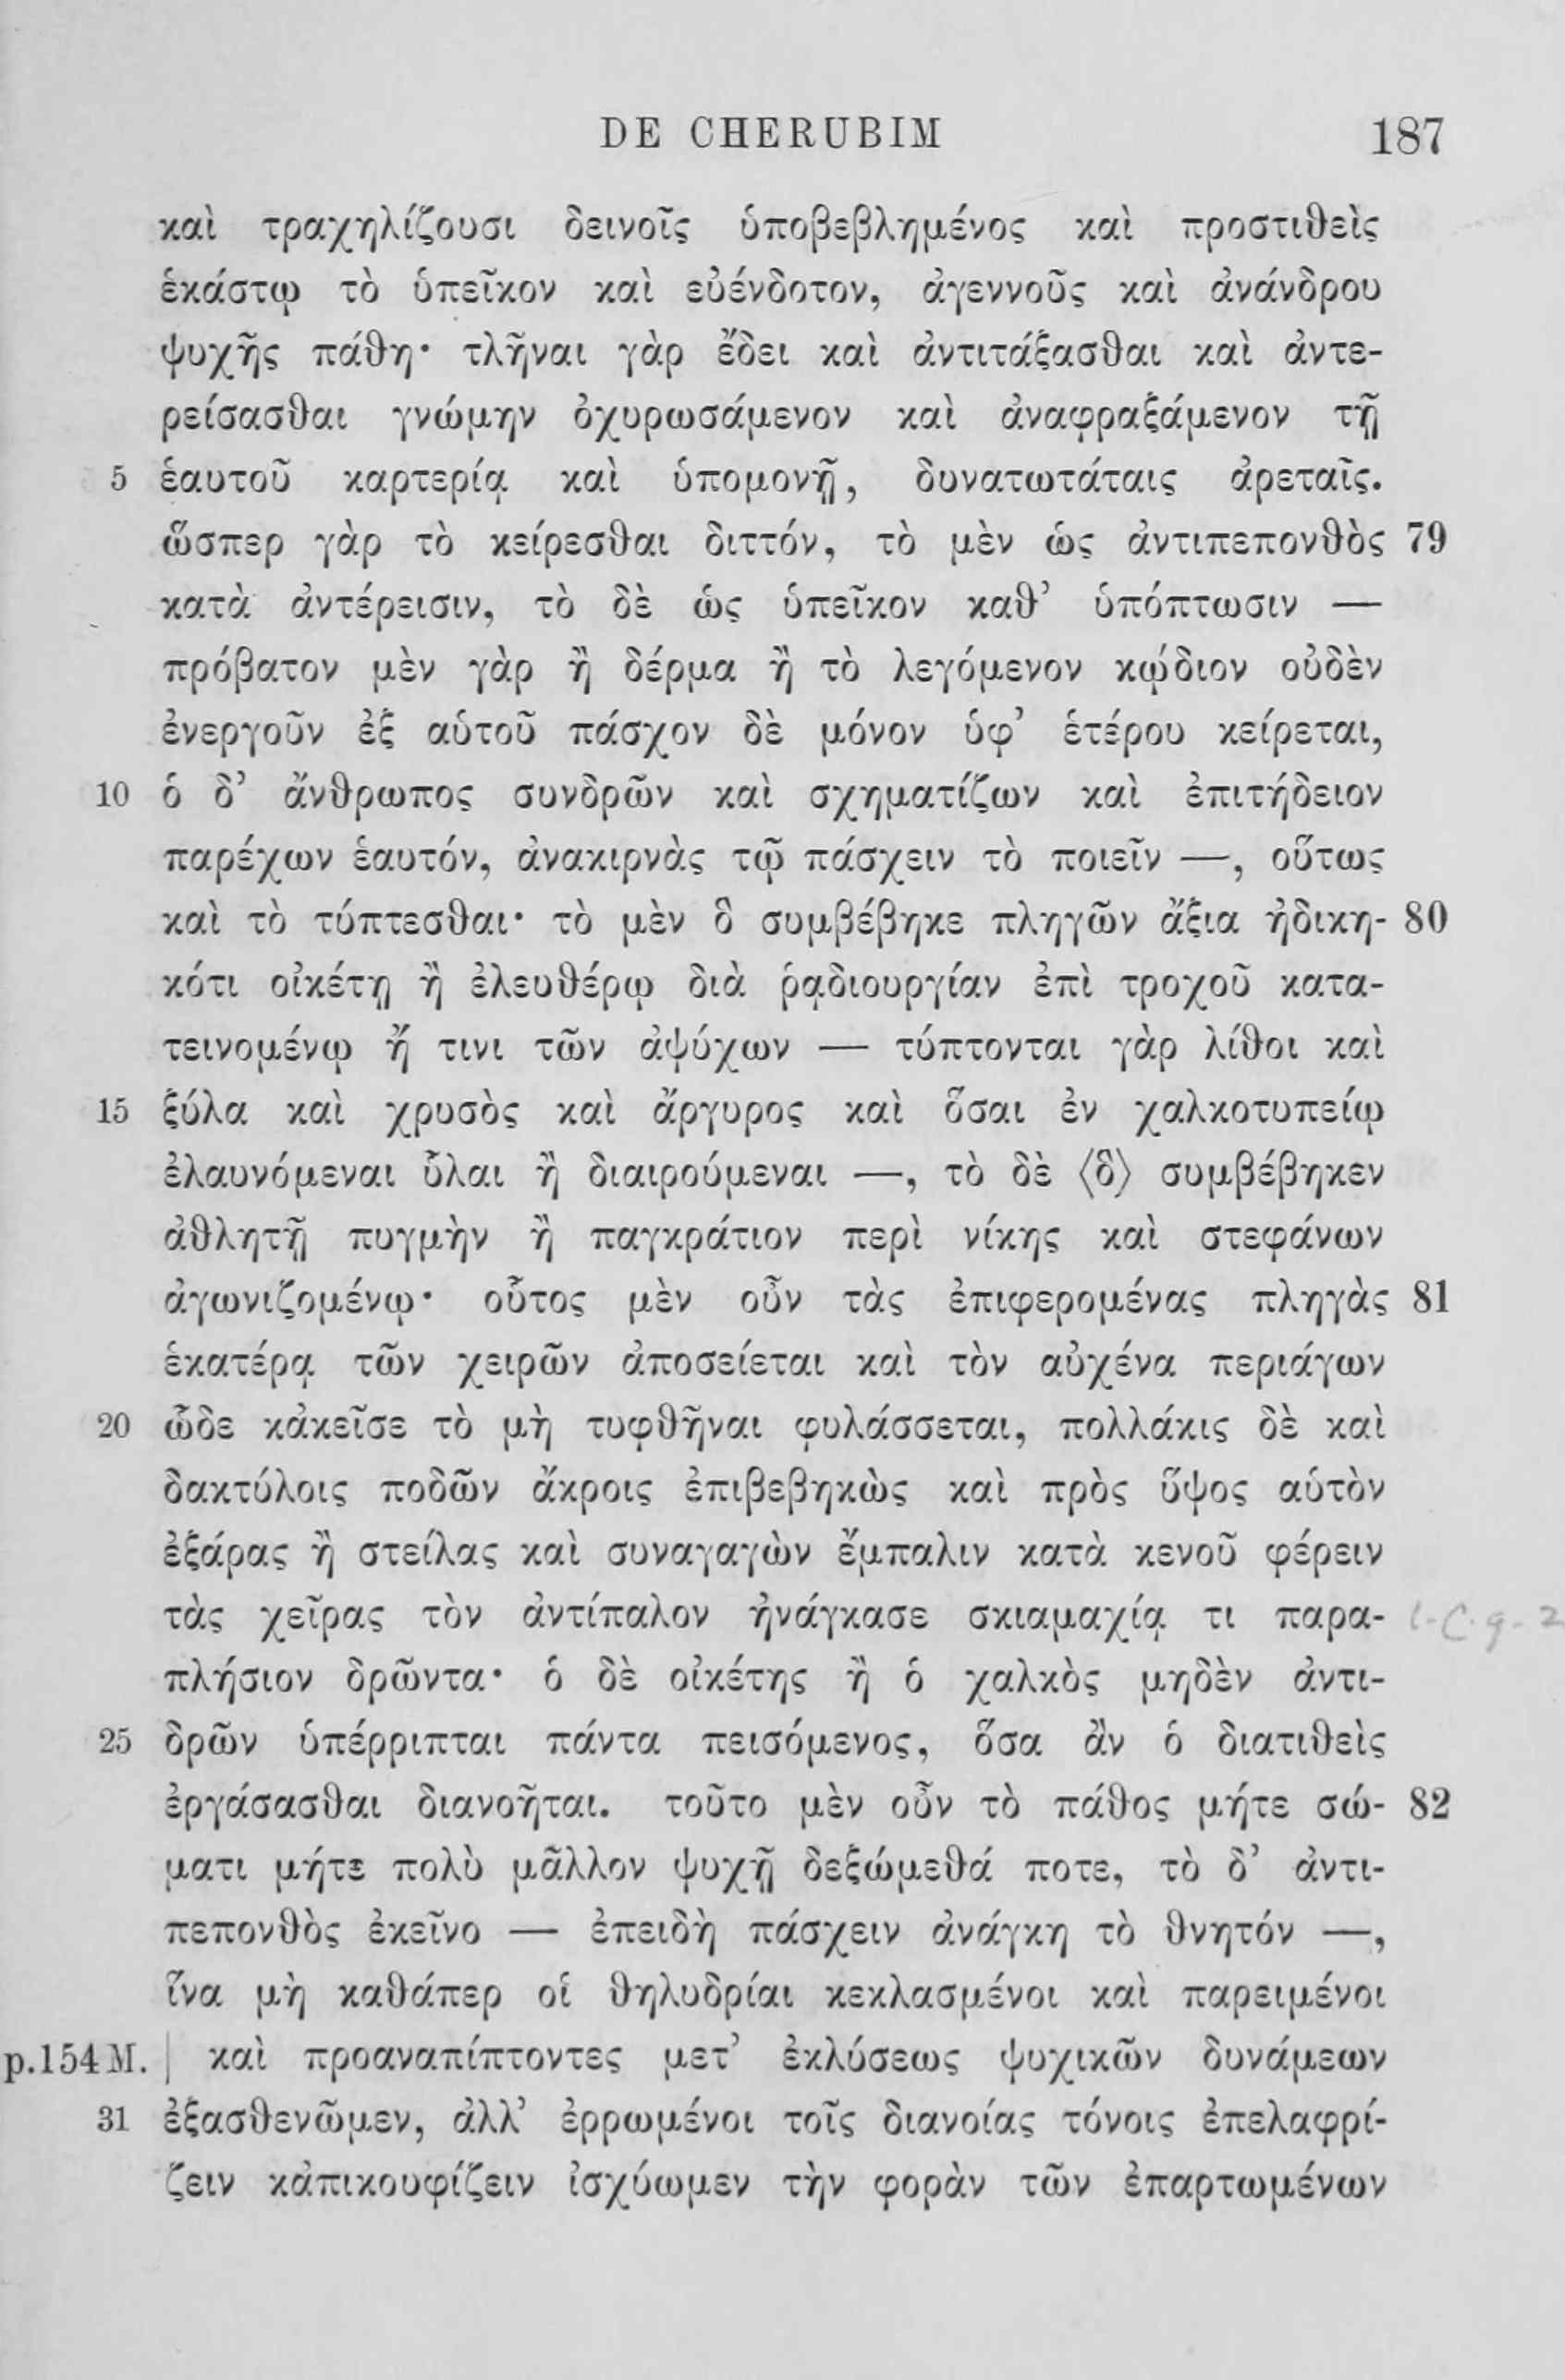 DE CHERUBIM 187
καὶ τραχηλίζουσι δεινοῖς ὑποβεβλημένος καὶ προστιθεὶς
ἑκάστῳ τὸ ὑπεῖκον καὶ εὐένδοτον, ἀγεννοῦς καὶ ἀνάνδρου
ψυχῆς πάθη· τλῆναι γὰρ ἔδει καὶ ἀντιτάξασθαι καὶ ἀντε-
ρείσασθαι γνώμην ὀχυρωσάμενον καὶ ἀναφραξάμενον τῇ
5 ἑαυτοῦ καρτερίᾳ καὶ ὑπομονῇ, δυνατωτάταις ἀρεταῖς.
ὥσπερ γὰρ τὸ κείρεσθαι διττόν, τὸ μὲν ὡς ἀντιπεπονθὸς 79
κατὰ ἀντέρεισιν, τὸ δὲ ὡς ὑπεῖκον καθ’ ὑπόπτωσιν —
πρόβατον μὲν γὰρ ἢ δέρμα ἢ τὸ λεγόμενον κῴδιον οὐδὲν
ἐνεργοῦν ἐξ αὑτοῦ πάσχον δὲ μόνον ὑφ’ ἑτέρου κείρεται,
10 ὁ δ’ ἄνθρωπος συνδρῶν καὶ σχηματίζων καὶ ἐπιτήδειον
παρέχων ἑαυτόν, ἀνακιρνὰς τῷ πάσχειν τὸ ποιεῖν —, οὕτως
καὶ τὸ τύπτεσθαι· τὸ μὲν ὃ συμβέβηκε πληγῶν ἄξια ἠδικη- 80
κότι οἰκέτῃ ἢ ἐλευθέρῳ διὰ ῥᾳδιουργίαν ἐπὶ τροχοῦ κατα-
τεινομένῳ ἤ τινι τῶν ἀψύχων — τύπτονται γὰρ λίθοι καὶ
15 ξύλα καὶ χρυσὸς καὶ ἄργυρος καὶ ὅσαι ἐν χαλκοτυπείῳ
ἐλαυνόμεναι ὗλαι ἢ διαιρούμεναι —, τὸ δὲ ⟨ὃ⟩ συμβέβηκεν
ἀθλητῇ πυγμὴν ἢ παγκράτιον περὶ νίκης καὶ στεφάνων
ἀγωνιζομένῳ· οὗτος μὲν οὖν τὰς ἐπιφερομένας πληγὰς 81
ἑκατέρᾳ τῶν χειρῶν ἀποσείεται καὶ τὸν αὐχένα περιάγων
20 ὧδε κἀκεῖσε τὸ μὴ τυφθῆναι φυλάσσεται, πολλάκις δὲ καὶ
δακτύλοις ποδῶν ἄκροις ἐπιβεβηκὼς καὶ πρὸς ὕψος αὑτὸν
ἐξάρας ἢ στείλας καὶ συναγαγὼν ἔμπαλιν κατὰ κενοῦ φέρειν
τὰς χεῖρας τὸν ἀντίπαλον ἠνάγκασε σκιαμαχίᾳ τι παρα-
πλήσιον δρῶντα· ὁ δὲ οἰκέτης ἢ ὁ χαλκὸς μηδὲν ἀντι-
25 δρῶν ὑπέρριπται πάντα πεισόμενος, ὅσα ἂν ὁ διατιθεὶς
ἐργάσασθαι διανοῆται. τοῦτο μὲν οὖν τὸ πάθος μήτε σώ- 82
ματι μήτε πολὺ μᾶλλον ψυχῇ δεξώμεθά ποτε, τὸ δ’ ἀντι-
πεπονθὸς ἐκεῖνο — ἐπειδὴ πάσχειν ἀνάγκη τὸ θνητόν —,
ἵνα μὴ καθάπερ οἱ θηλυδρίαι κεκλασμένοι καὶ παρειμένοι
p.154 M. | καὶ προαναπίπτοντες μετ’ ἐκλύσεως ψυχικῶν δυνάμεων
31 ἐξασθενῶμεν, ἀλλ’ ἐρρωμένοι τοῖς διανοίας τόνοις ἐπελαφρί-
ζειν κἀπικουφίζειν ἰσχύωμεν τὴν φορὰν τῶν ἐπαρτωμένων